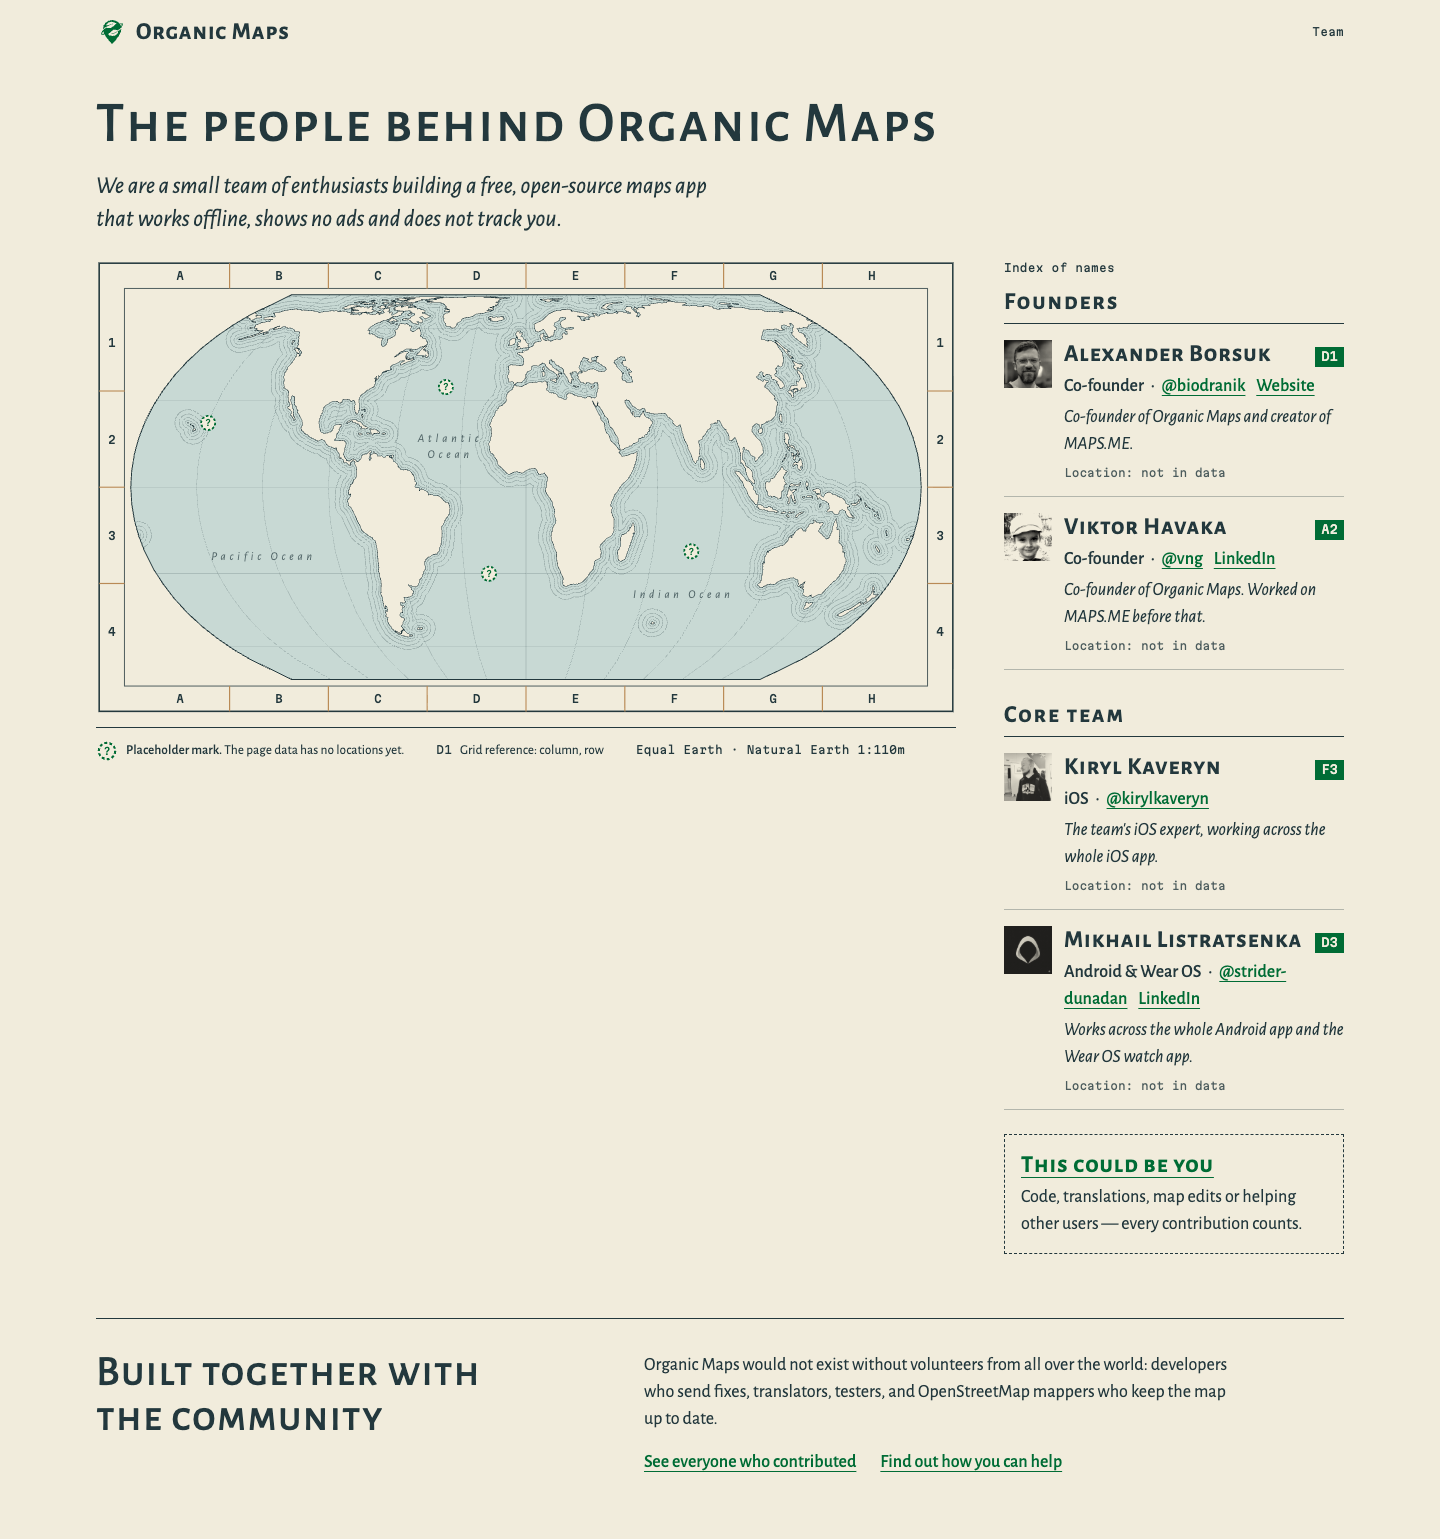 Organic Maps
Team
The people behind Organic Maps
We are a small team of enthusiasts building a free, open-source maps app
that works offline, shows no ads and does not track you.
A B C D E F G H
1 1
? ?
2 2
Atlantic
Ocean
3 3
Pacific Ocean
? ?
Indian Ocean
4 4
A B C D E F G H
? Placeholder mark. The page data has no locations yet. D1 Grid reference: column, row Equal Earth · Natural Earth 1:110m
Index of names
Founders
Alexander Borsuk D1
Co-founder · @biodranik Website
Co-founder of Organic Maps and creator of
MAPS.ME.
Location: not in data
Viktor Havaka A2
Co-founder · @vng LinkedIn
Co-founder of Organic Maps. Worked on
MAPS.ME before that.
Location: not in data
Core team
Kiryl Kaveryn F3
iOS · @kirylkaveryn
The team's iOS expert, working across the
whole iOS app.
Location: not in data
Mikhail Listratsenka D3
Android & Wear OS · @strider-
dunadan LinkedIn
Works across the whole Android app and the
Wear OS watch app.
Location: not in data
This could be you
Code, translations, map edits or helping
other users — every contribution counts.
Built together with
the community
Organic Maps would not exist without volunteers from all over the world: developers
who send fixes, translators, testers, and OpenStreetMap mappers who keep the map
up to date.
See everyone who contributed Find out how you can help